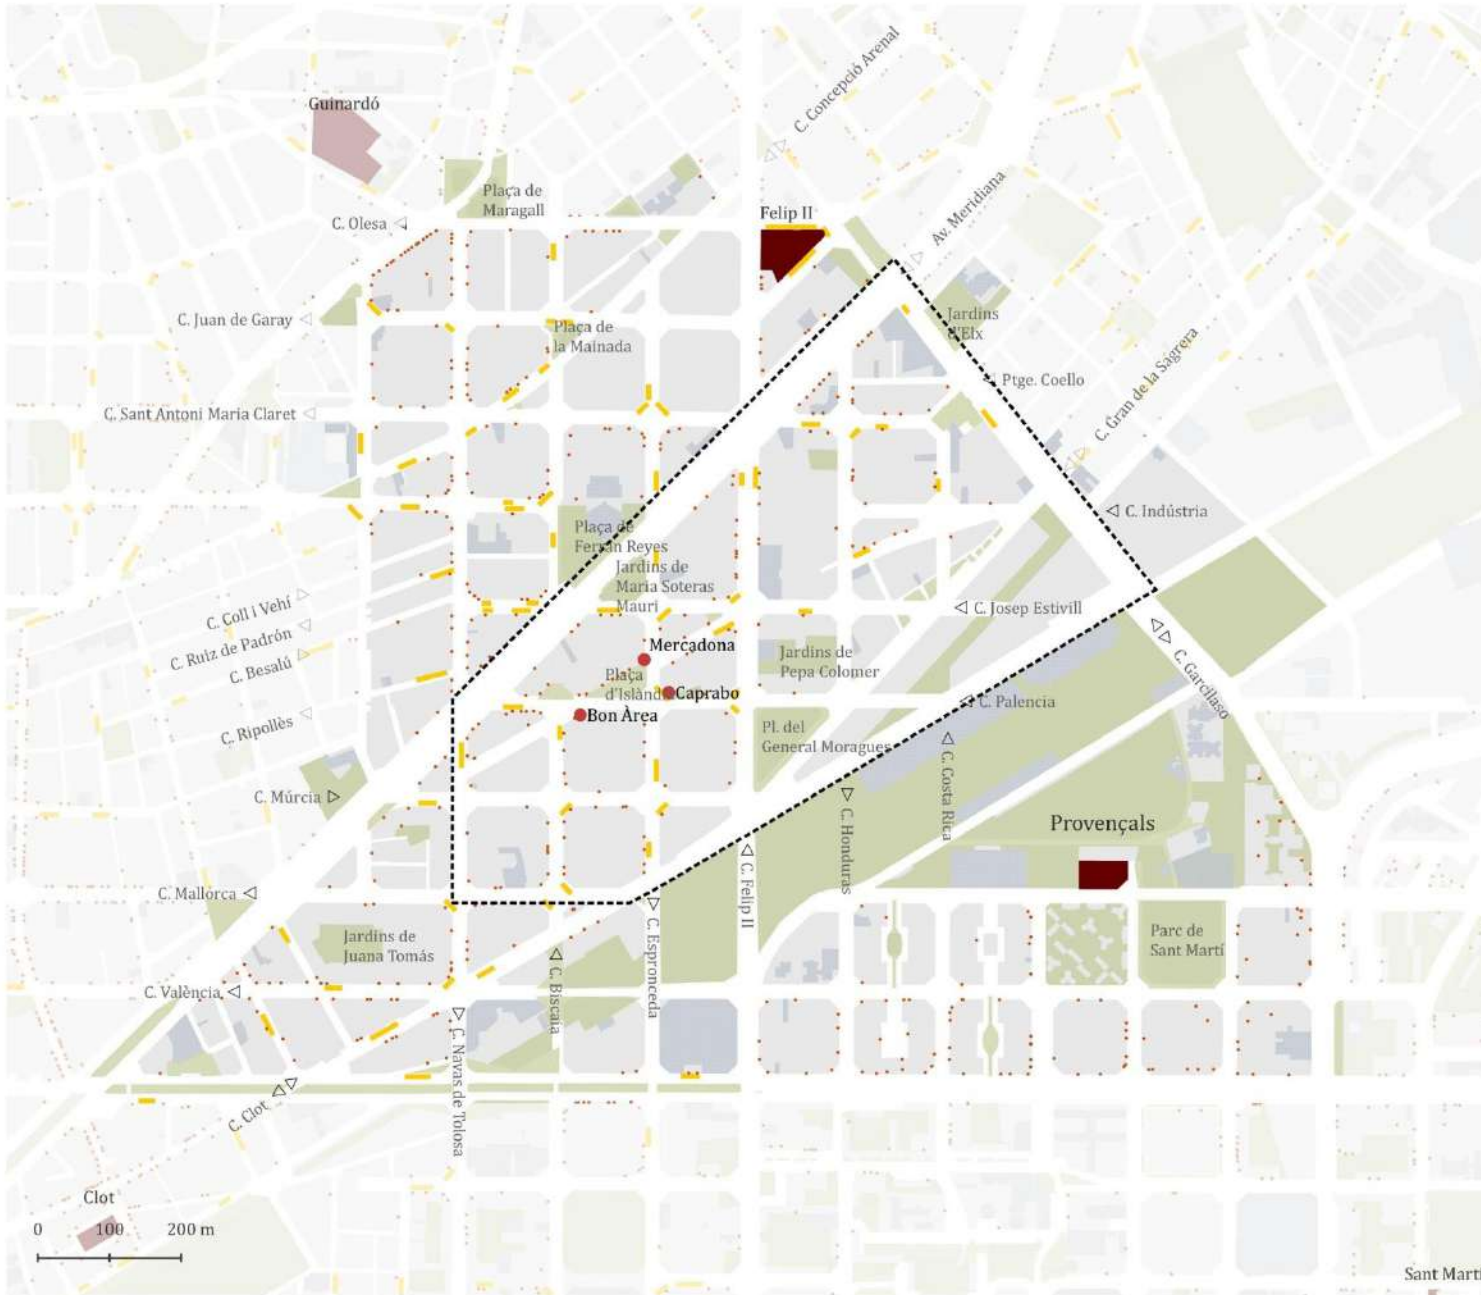 C. Concepció Arenal
Guinardó
Plaça de
Maragall
Av. Meridiana
Felip II
C. Olesa
Jardins
d'Elx
C. Juan de Garay
Plaça de
la Mainada
C. Gran de la Sagrera
Ptge. Coello
C. Sant Antoni Maria Claret
C. Indústria
Plaça de
Ferran Reyes
Jardins de
Maria Soteras
Mauri
C. Coll i Vehí
C. Josep Estivill
C. Ruiz de Padrón
C. Besalú
Mercadona
Jardins de
Pepa Colomer
C. Garcilaso
Plaça
d'Islàndi
Caprabo
C. Palencia
Bon Àrea
C. Ripollès
Pl. del
General Moragues
C. Costa Rica
C. Múrcia
C. Honduras
Provençals
C. Mallorca
C. Felip II
C. Espronceda
Jardins de
Juana Tomás
Parc de
Sant Martí
C. Biscaia
C. València
C. Navas de Tolosa
C. Clot
Clot
0 100 200 m
Sant Martí